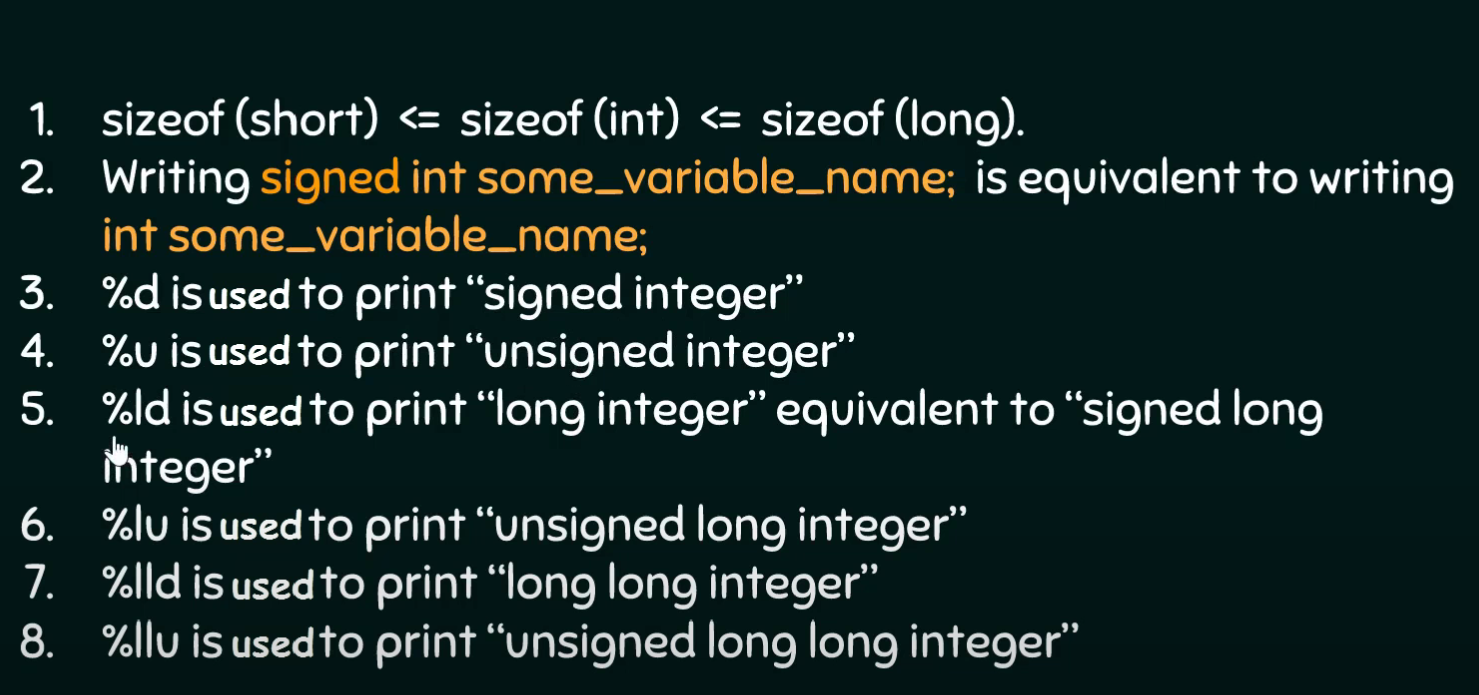 1. sizeof (short) <= sizeof (int) <= sizeof (long).
2. Writing signed int some_variable_name; is equivalent to writing
int some_variable_name;
3. %d is used to print “signed integer”
4. %u is used to print “unsigned integer”
5. %ld is used to print “long integer” equivalent to “signed long
integer”
6. %lu is used to print “unsigned long integer”
7. %lld is used to print “long long integer”
8. %llu is used to print “unsigned long long integer”